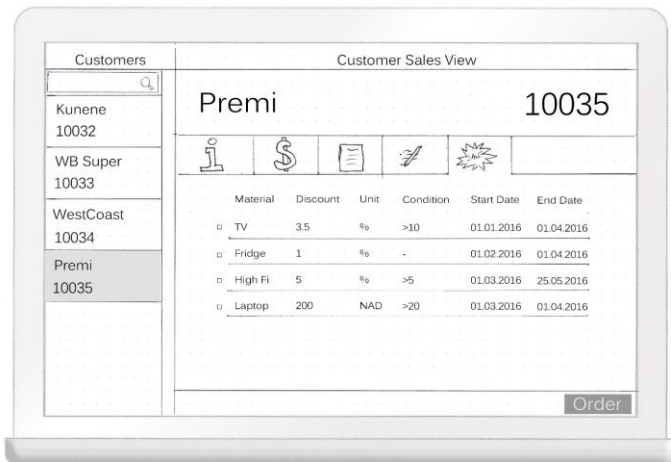 Customers
Customer Sales View
Kunene
10032
WB Super
10033
WestCoast
10034
Premi
10035
Premi 10035
i $
Material Discount Unit Condition Start Date End Date
TV 3.5 % >10 01.01.2016 01.04.2016
Fridge 1 % - 01.02.2016 01.04.2016
High Fi 5 % >5 01.03.2016 25.05.2016
Laptop 200 NAD >20 01.03.2016 01.04.2016
Order